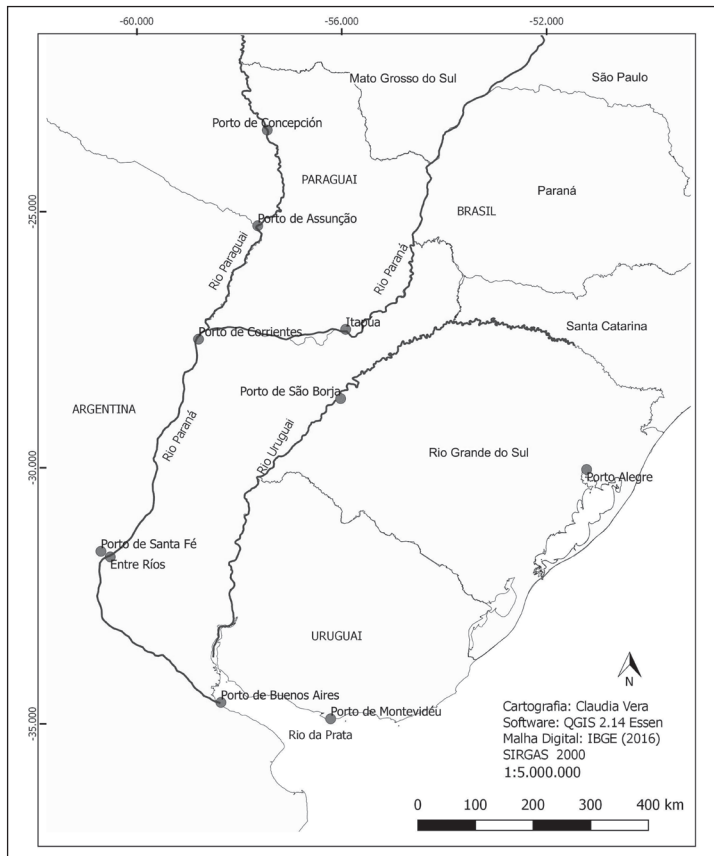 -60.000
-56.000
-52.000
Mato Grosso do Sul
São Paulo
Porto de Concepción
PARAGUAI
Paraná
-25.000
Porto de Assunção
BRASIL
Rio Paraguai
Rio Paraná
Itapúa
Porto de Corrientes
Santa Catarina
Porto de São Borja
ARGENTINA
Rio Paraná
Rio Uruguai
Rio Grande do Sul
-30.000
Porto Alegre
Porto de Santa Fé
Entre Ríos
URUGUAI
N
Porto de Buenos Aires
Porto de Montevidéu
-35.000
Rio da Prata
Cartografia: Claudia Vera
Software: QGIS 2.14 Essen
Malha Digital: IBGE (2016)
SIRGAS 2000
1:5.000.000
0 100 200 300 400 km